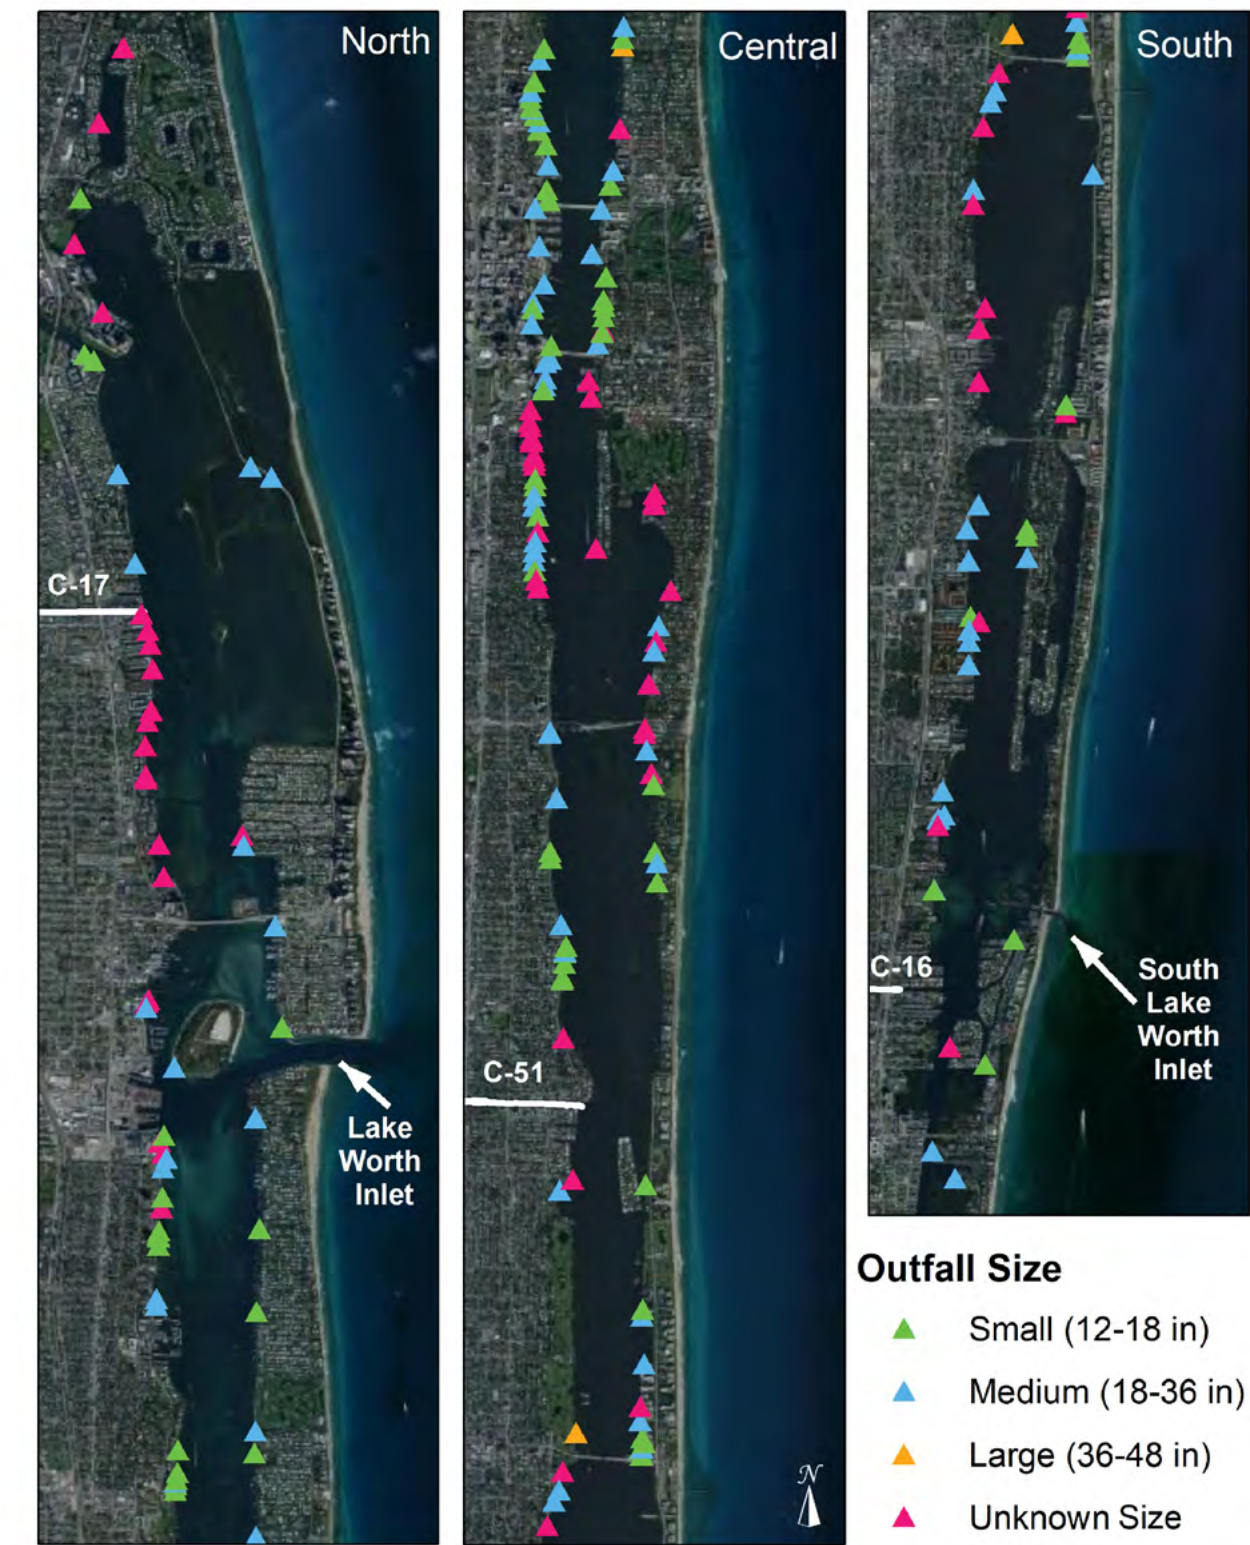 North
C-17
Lake
Worth
Inlet
Central
C-51
N
South
C-16
South
Lake
Worth
Inlet
Outfall Size
Small (12-18 in)
Medium (18-36 in)
Large (36-48 in)
Unknown Size